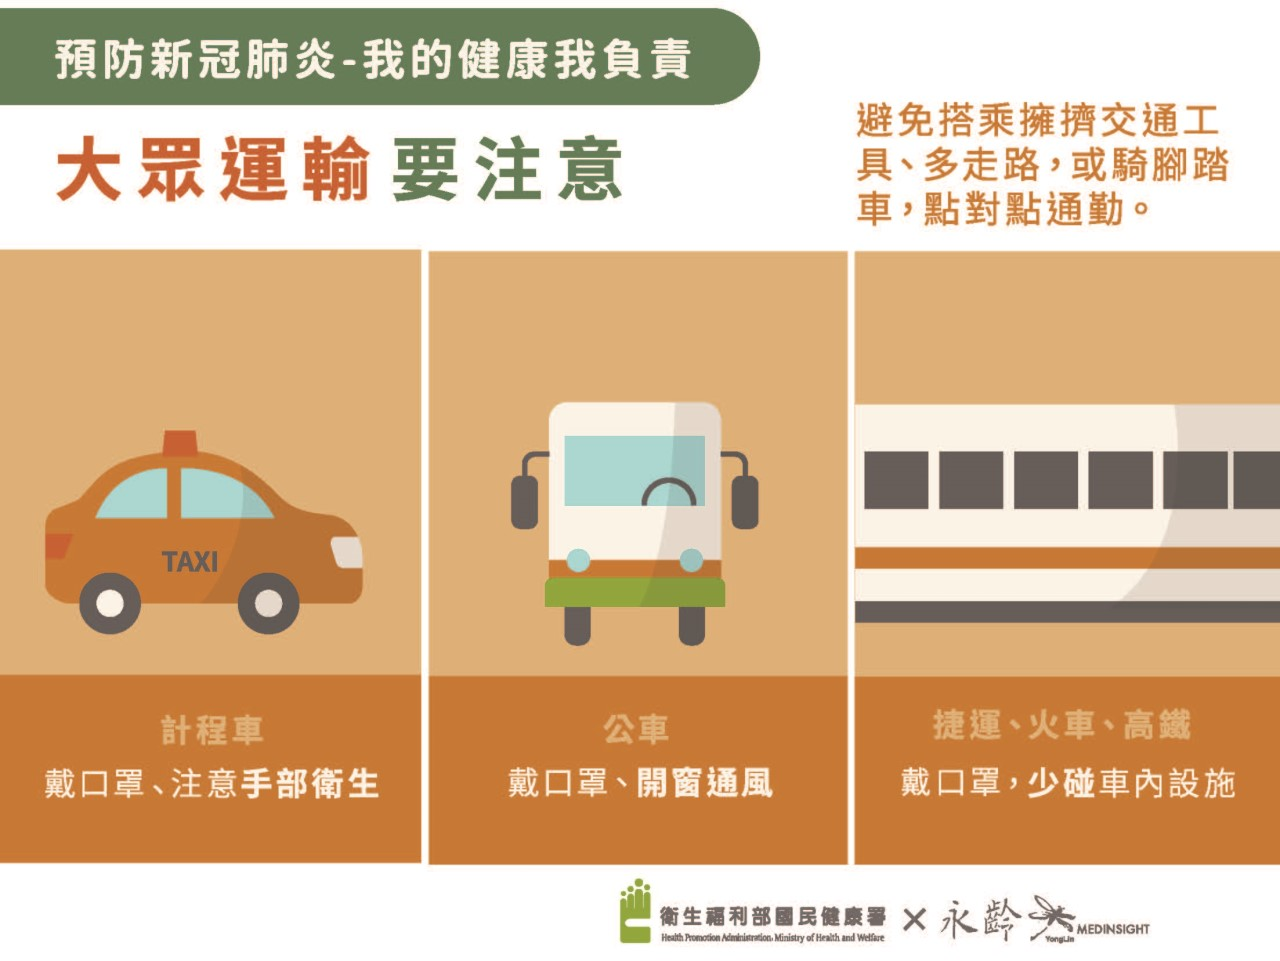 預防新冠肺炎-我的健康我負責
大眾運輸要注意
避免搭乘擁擠交通工
具、多走路，或騎腳踏
車，點對點通勤。
TAXI
計程車
戴口罩、注意手部衛生
公車
戴口罩、開窗通風
捷運、火車、高鐵
戴口罩，少碰車內設施
衛生福利部國民健康署
Health Promotion Administration, Ministry of Health and Welfare
×
永齡
YongLin
MEDINSIGHT